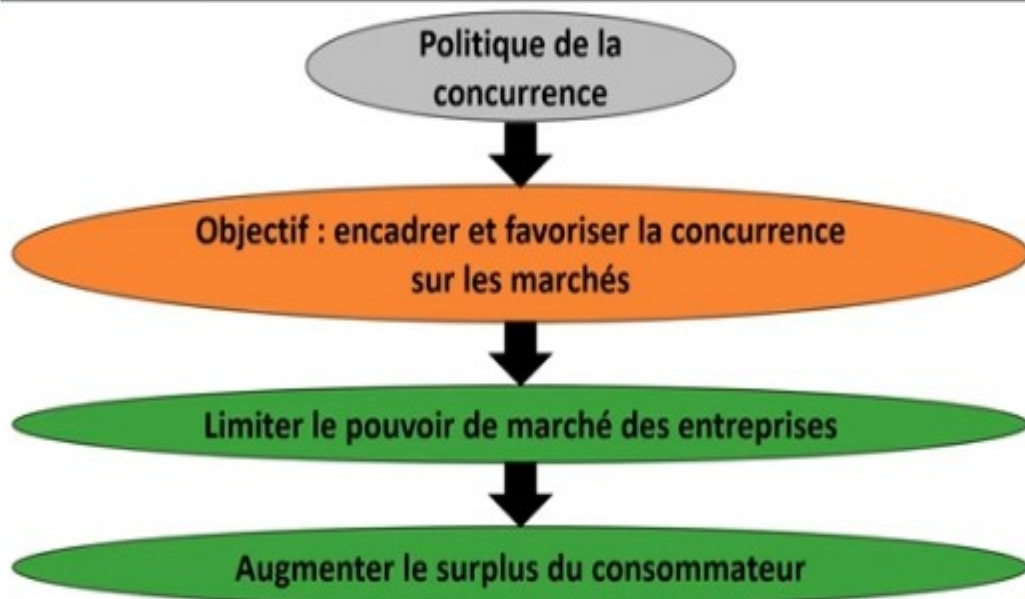 Politique de la
concurrence
Objectif : encadrer et favoriser la concurrence
sur les marchés
Limiter le pouvoir de marché des entreprises
Augmenter le surplus du consommateur